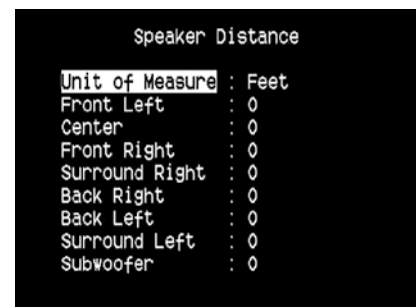 Speaker Distance
Unit of Measure : Feet
Front Left : 0
Center : 0
Front Right : 0
Surround Right : 0
Back Right : 0
Back Left : 0
Surround Left : 0
Subwoofer : 0